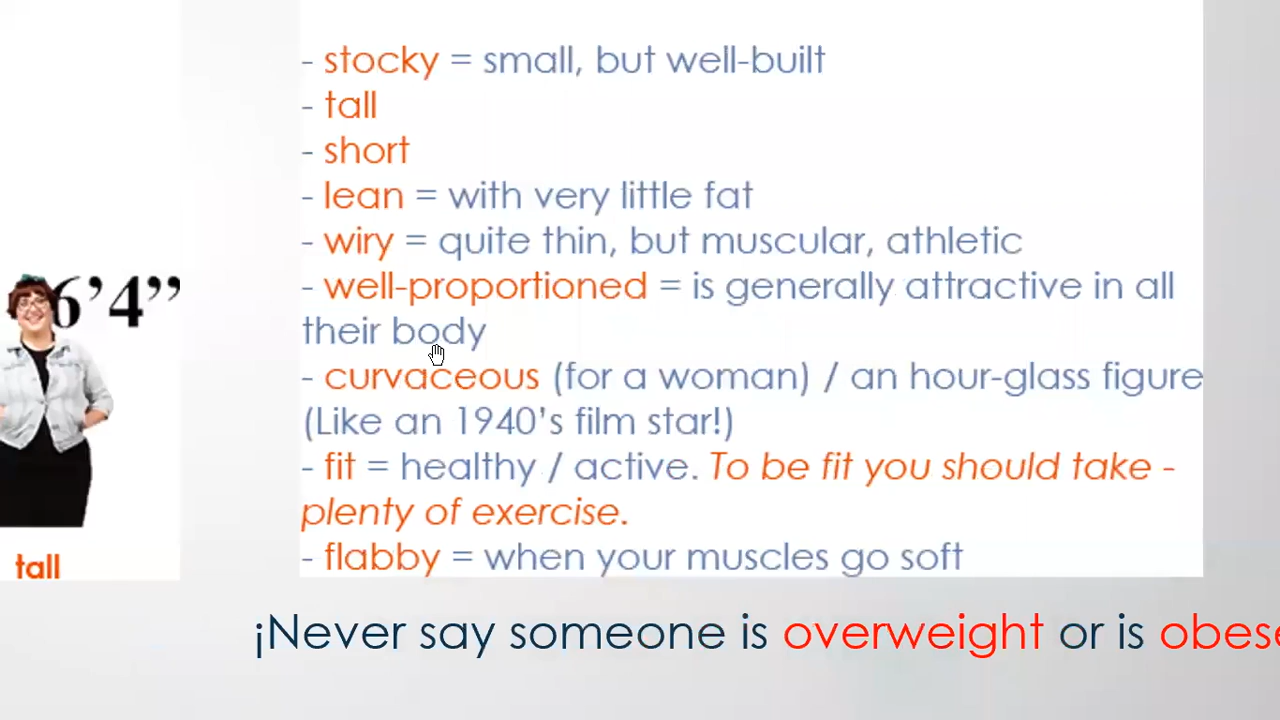 - stocky = small, but well-built
- tall
- short
- lean = with very little fat
- wiry = quite thin, but muscular, athletic
- well-proportioned = is generally attractive in all
their body
- curvaceous (for a woman) / an hour-glass figure
(Like an 1940’s film star!)
- fit = healthy / active. To be fit you should take -
plenty of exercise.
- flabby = when your muscles go soft
6’4’’
tall
¡Never say someone is overweight or is obese